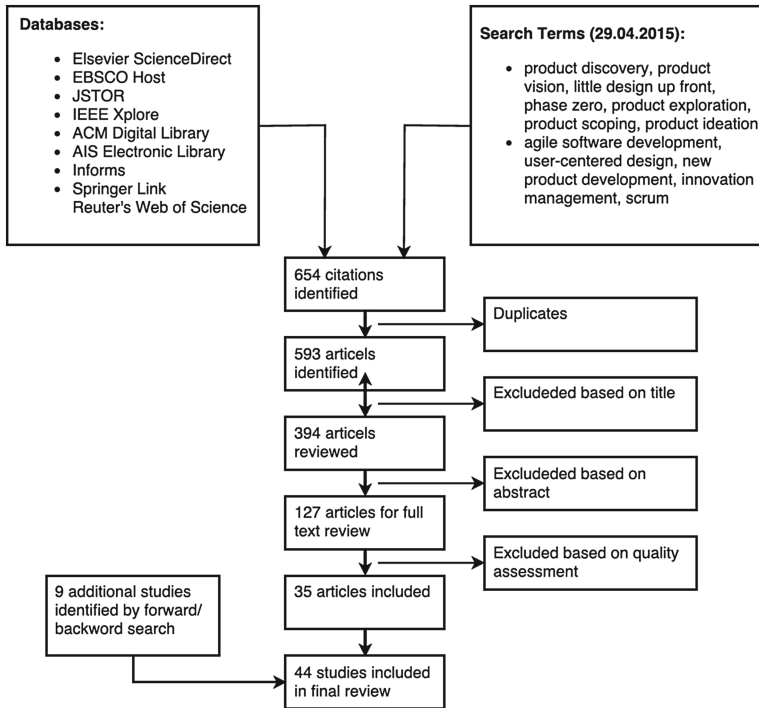 Databases:
Elsevier ScienceDirect
EBSCO Host
JSTOR
IEEE Xplore
ACM Digital Library
AIS Electronic Library
Informs
Springer Link
Reuter's Web of Science
Search Terms (29.04.2015):
product discovery, product
vision, little design up front,
phase zero, product exploration,
product scoping, product ideation
agile software development,
user-centered design, new
product development, innovation
management, scrum
654 citations
identified
Duplicates
593 articels
identified
Excludeded based on title
394 articels
reviewed
Excludeded based on
abstract
127 articles for full
text review
Excluded based on quality
assessment
9 additional studies
identified by forward/
backword search
35 articles included
44 studies included
in final review